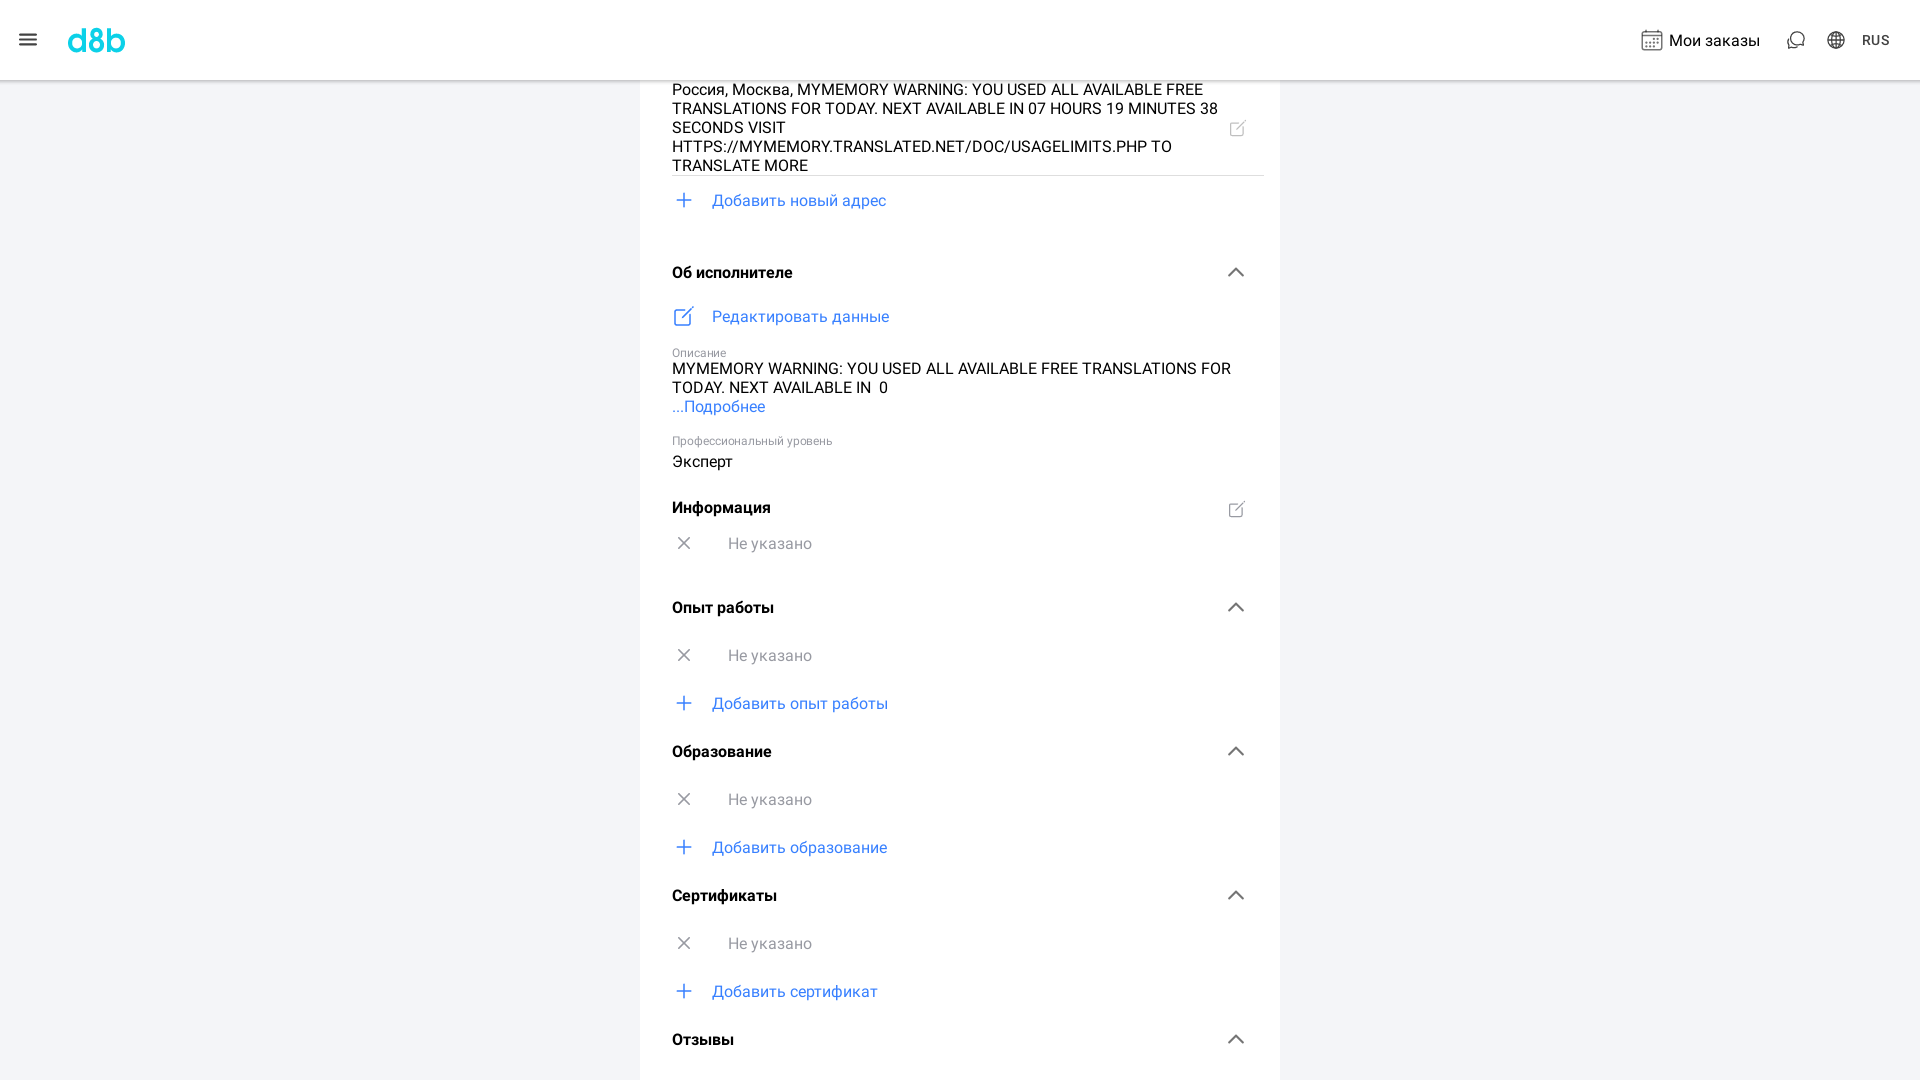 d8b
Мои заказы
RUS
Россия, Москва, MYMEMORY WARNING: YOU USED ALL AVAILABLE FREE
TRANSLATIONS FOR TODAY. NEXT AVAILABLE IN 07 HOURS 19 MINUTES 38
SECONDS VISIT
HTTPS://MYMEMORY.TRANSLATED.NET/DOC/USAGELIMITS.PHP TO
TRANSLATE MORE
Добавить новый адрес
Об исполнителе
Редактировать данные
Описание
MYMEMORY WARNING: YOU USED ALL AVAILABLE FREE TRANSLATIONS FOR
TODAY. NEXT AVAILABLE IN 0
...Подробнее
Профессиональный уровень
Эксперт
Информация
Не указано
Опыт работы
Не указано
Добавить опыт работы
Образование
Не указано
Добавить образование
Сертификаты
Не указано
Добавить сертификат
Отзывы